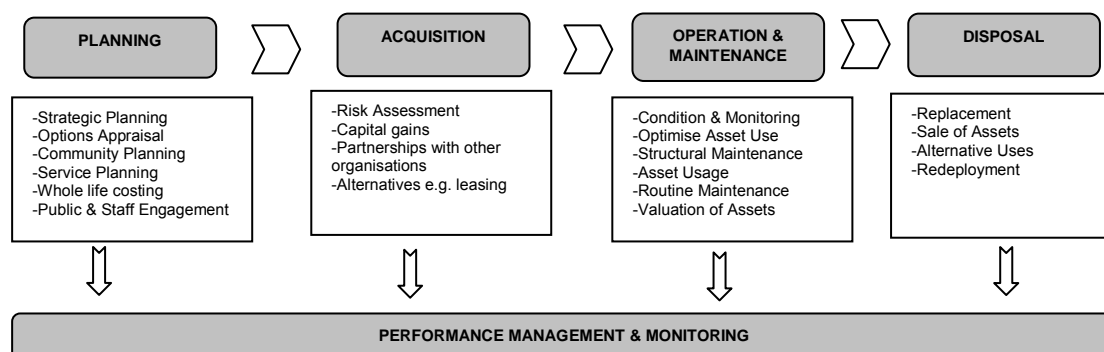 PLANNING
ACQUISITION
OPERATION &
MAINTENANCE
DISPOSAL
-Strategic Planning
-Options Appraisal
-Community Planning
-Service Planning
-Whole life costing
-Public & Staff Engagement
-Risk Assessment
-Capital gains
-Partnerships with other
organisations
-Alternatives e.g. leasing
-Condition & Monitoring
-Optimise Asset Use
-Structural Maintenance
-Asset Usage
-Routine Maintenance
-Valuation of Assets
-Replacement
-Sale of Assets
-Alternative Uses
-Redeployment
PERFORMANCE MANAGEMENT & MONITORING